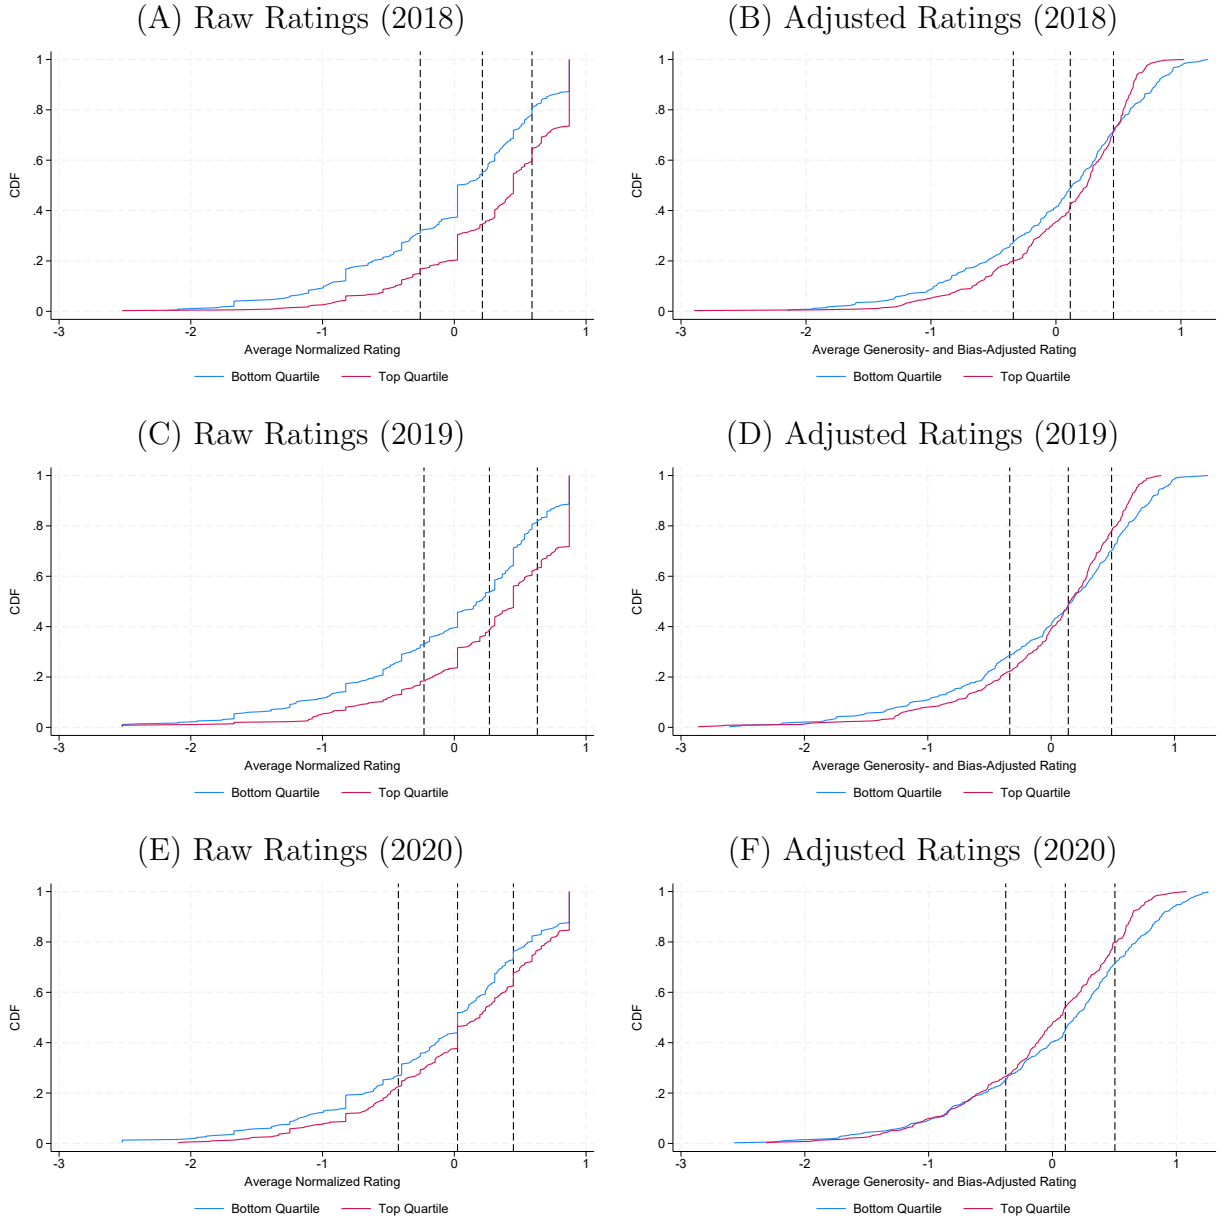 (A) Raw Ratings (2018)
CDF
1
.8
.6
.4
.2
0
-3 -2 -1 0 1
Average Normalized Rating
Bottom Quartile Top Quartile
(B) Adjusted Ratings (2018)
CDF
1
.8
.6
.4
.2
0
-3 -2 -1 0 1
Average Generosity- and Bias-Adjusted Rating
Bottom Quartile Top Quartile
(C) Raw Ratings (2019)
CDF
1
.8
.6
.4
.2
0
-3 -2 -1 0 1
Average Normalized Rating
Bottom Quartile Top Quartile
(D) Adjusted Ratings (2019)
CDF
1
.8
.6
.4
.2
0
-3 -2 -1 0 1
Average Generosity- and Bias-Adjusted Rating
Bottom Quartile Top Quartile
(E) Raw Ratings (2020)
CDF
1
.8
.6
.4
.2
0
-3 -2 -1 0 1
Average Normalized Rating
Bottom Quartile Top Quartile
(F) Adjusted Ratings (2020)
CDF
1
.8
.6
.4
.2
0
-3 -2 -1 0 1
Average Generosity- and Bias-Adjusted Rating
Bottom Quartile Top Quartile